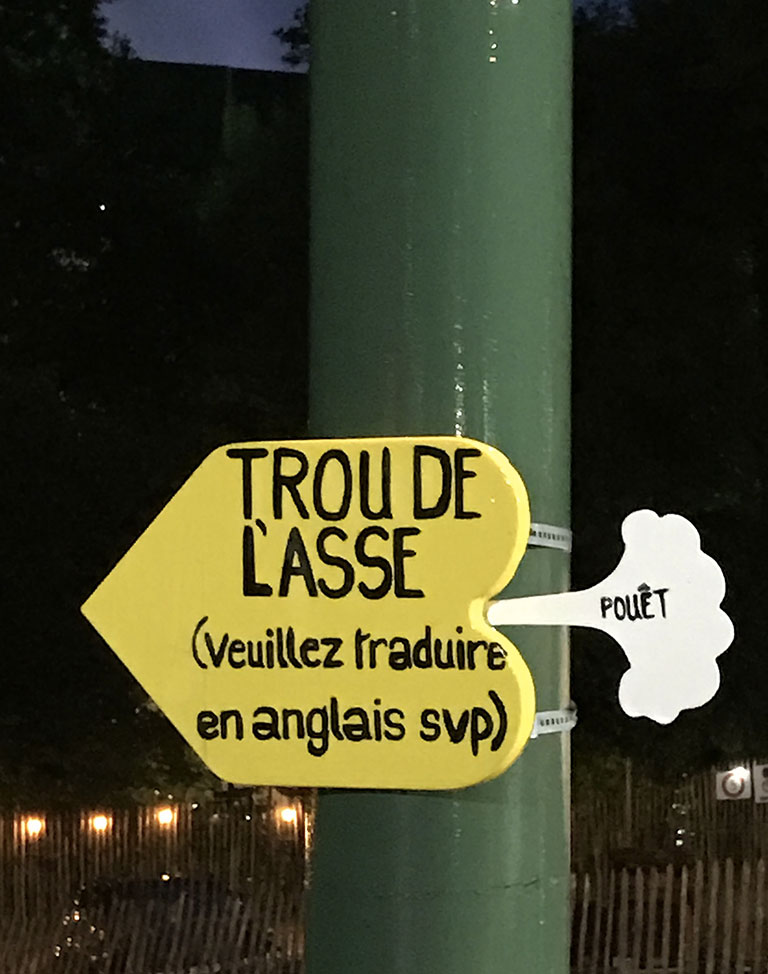 TROU DE
L'ASSE
(veuillez traduire
en anglais svp)
POUÊT